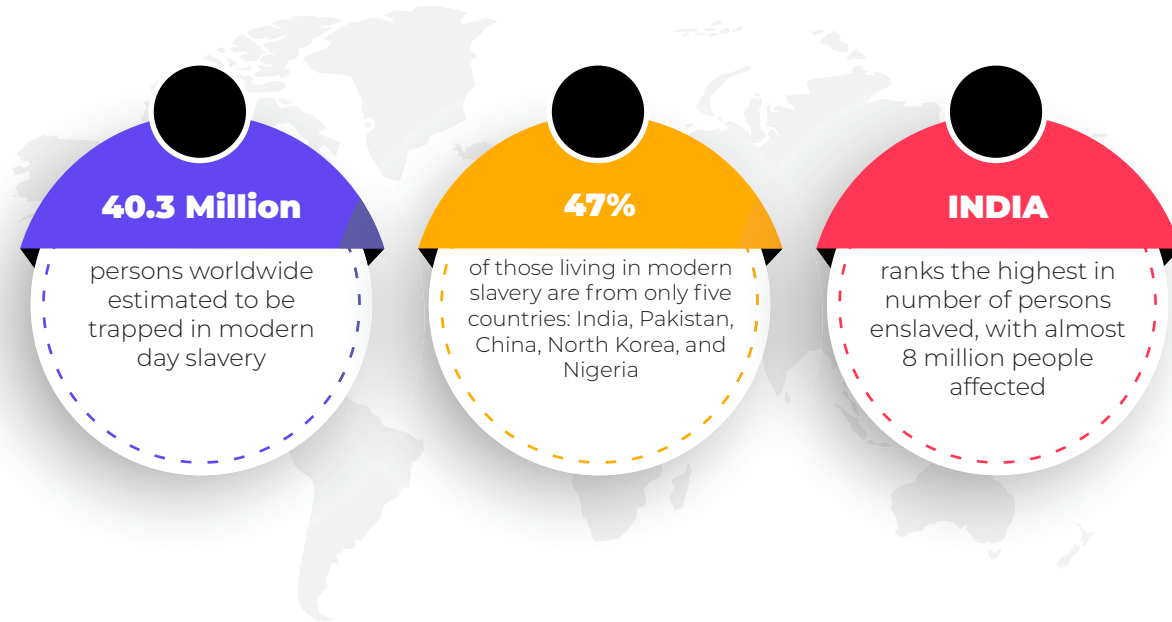 40.3 Million
persons worldwide
estimated to be
trapped in modern
day slavery
47%
of those living in modern
slavery are from only five
countries: India, Pakistan,
China, North Korea, and
Nigeria
INDIA
ranks the highest in
number of persons
enslaved, with almost
8 million people
affected